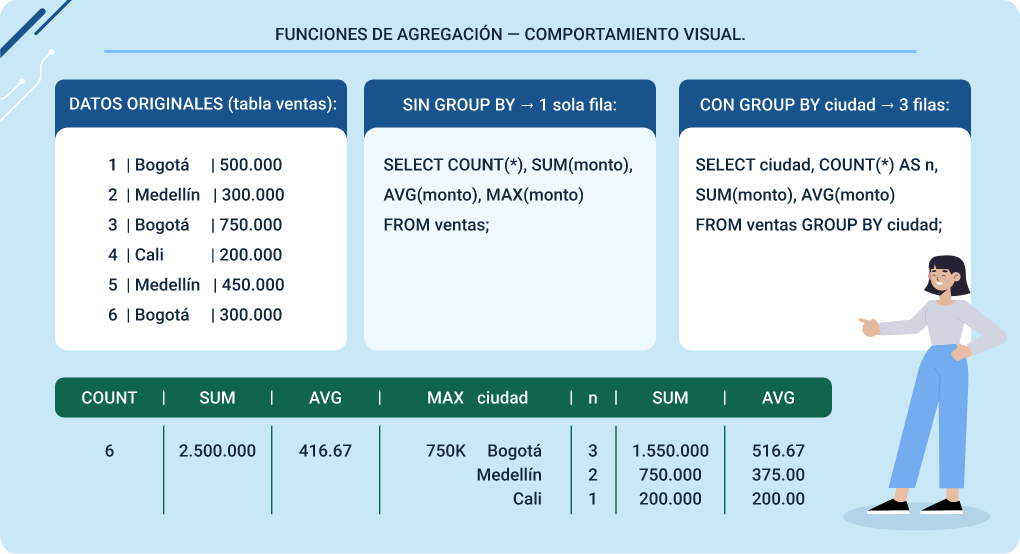 FUNCIONES DE AGREGACIÓN — COMPORTAMIENTO VISUAL.
DATOS ORIGINALES (tabla ventas):
1 | Bogotá | 500.000
2 | Medellín | 300.000
3 | Bogotá | 750.000
4 | Cali | 200.000
5 | Medellín | 450.000
6 | Bogotá | 300.000
SIN GROUP BY → 1 sola fila:
SELECT COUNT(*), SUM(monto),
AVG(monto), MAX(monto)
FROM ventas;
CON GROUP BY ciudad → 3 filas:
SELECT ciudad, COUNT(*) AS n,
SUM(monto), AVG(monto)
FROM ventas GROUP BY ciudad;
COUNT | SUM | AVG | MAX ciudad | n | SUM | AVG
6 | 2.500.000 | 416.67 | 750K Bogotá | 3 | 1.550.000 | 516.67
Medellín | 2 | 750.000 | 375.00
Cali | 1 | 200.000 | 200.00